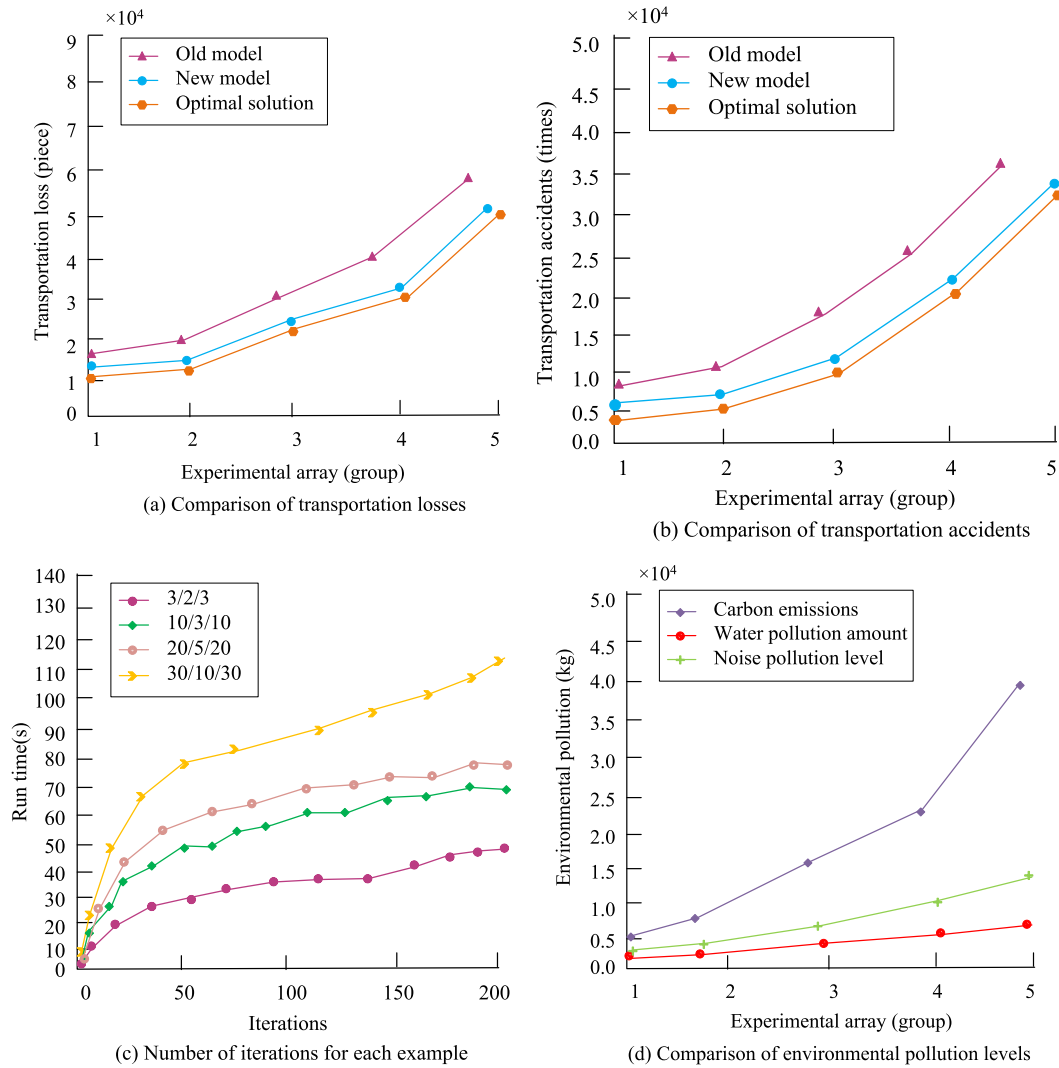 ×10⁴
9
8
7
6
5
4
3
2
1
0
Transportation loss (piece)
Old model
New model
Optimal solution
1 2 3 4 5
Experimental array (group)
(a) Comparison of transportation losses
5.0
4.5
4.0
3.5
3.0
2.5
2.0
1.5
1.0
0.5
0.0
Transportation accidents (times)
Old model
New model
Optimal solution
1 2 3 4 5
Experimental array (group)
(b) Comparison of transportation accidents
140
130
120
110
100
90
80
70
60
50
40
30
20
10
0
Run time(s)
3/2/3
10/3/10
20/5/20
30/10/30
0 50 100 150 200
Iterations
(c) Number of iterations for each example
×10⁴
5.0
4.5
4.0
3.5
3.0
2.5
2.0
1.5
1.0
0.5
0.0
Environmental pollution (kg)
Carbon emissions
Water pollution amount
Noise pollution level
1 2 3 4 5
Experimental array (group)
(d) Comparison of environmental pollution levels